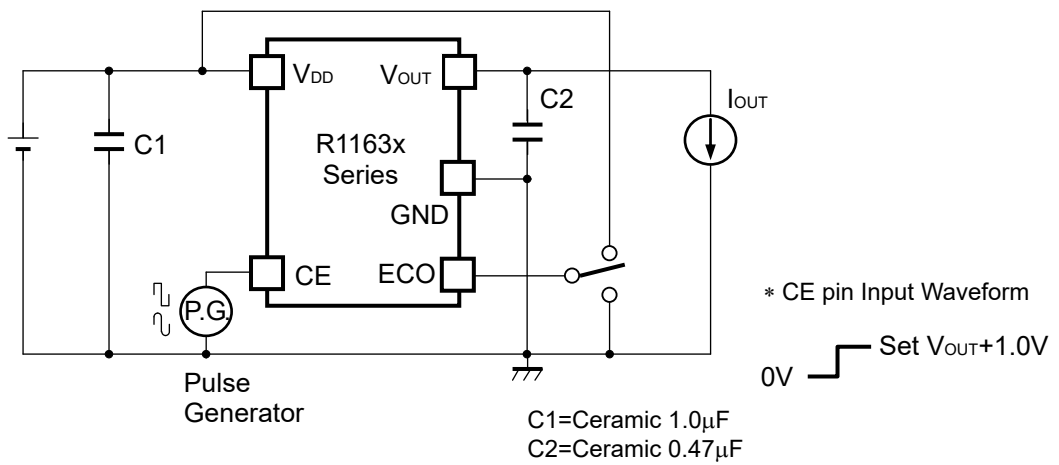 VDD
VOUT
C1
C2
IOUT
R1163x
Series
GND
CE
ECO
P.G.
Pulse
Generator
* CE pin Input Waveform
Set VOUT+1.0V
0V
C1=Ceramic 1.0μF
C2=Ceramic 0.47μF